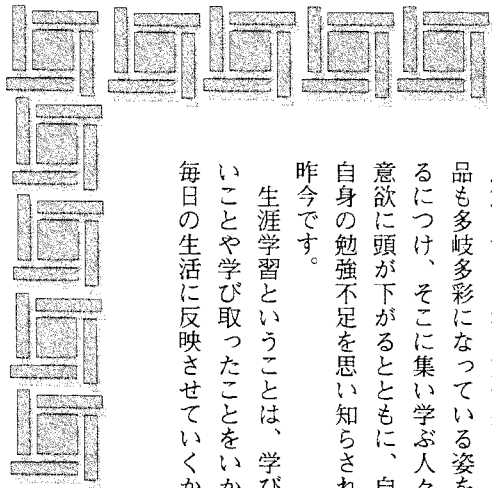 品も多岐多彩になっている姿を
るにつけ、そこに集い学ぶ人々
意欲に頭が下がるとともに、自
自身の勉強不足を思い知らされ
昨今です。
生涯学習ということは、学び
いことや学び取ったことをいか
毎日の生活に反映させていくか